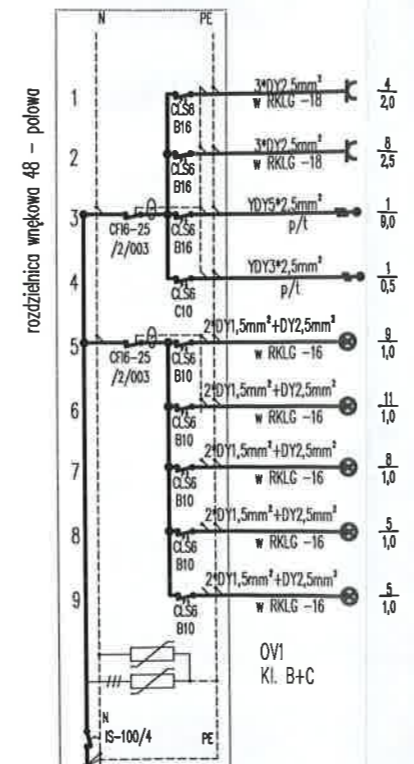 N PE
rozdzielnica wnękowa 48 - polowa
1 CLS6 B16 3*DY2,5mm² w RKLG -18 4 2,0
2 CLS6 B16 3*DY2,5mm² w RKLG -18 8 2,5
3 CFI6-25 /2/003 CLS6 B16 YDY5*2,5mm² p/t 1 9,0
4 CLS6 C10 YDY3*2,5mm² p/t 1 0,5
5 CFI6-25 /2/003 CLS6 B10 2*DY1,5mm²+DY2,5mm² w RKLG -16 9 1,0
6 CLS6 B10 2*DY1,5mm²+DY2,5mm² w RKLG -16 11 1,0
7 CLS6 B10 2*DY1,5mm²+DY2,5mm² w RKLG -16 8 1,0
8 CLS6 B10 2*DY1,5mm²+DY2,5mm² w RKLG -16 5 1,0
9 CLS6 B10 2*DY1,5mm²+DY2,5mm² w RKLG -16 5 1,0
OV1
Kl. B+C
N
IS-100/4 PE